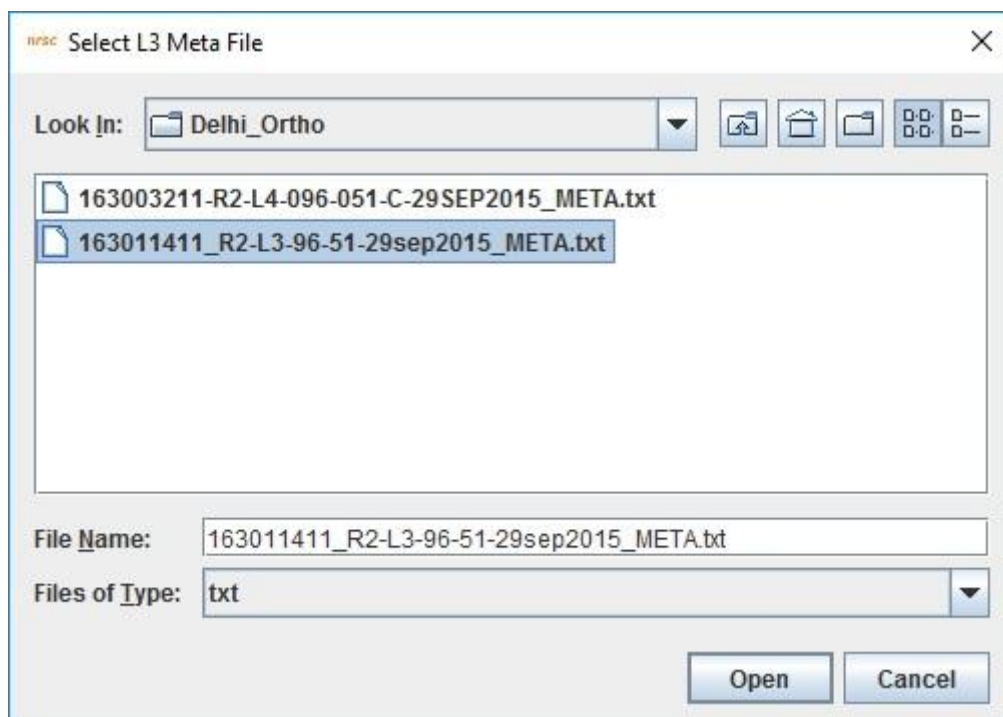 nrsc Select L3 Meta File
Look In: Delhi_Ortho
163003211-R2-L4-096-051-C-29SEP2015_META.txt
163011411_R2-L3-96-51-29sep2015_META.txt
File Name: 163011411_R2-L3-96-51-29sep2015_META.txt
Files of Type: txt
Open Cancel